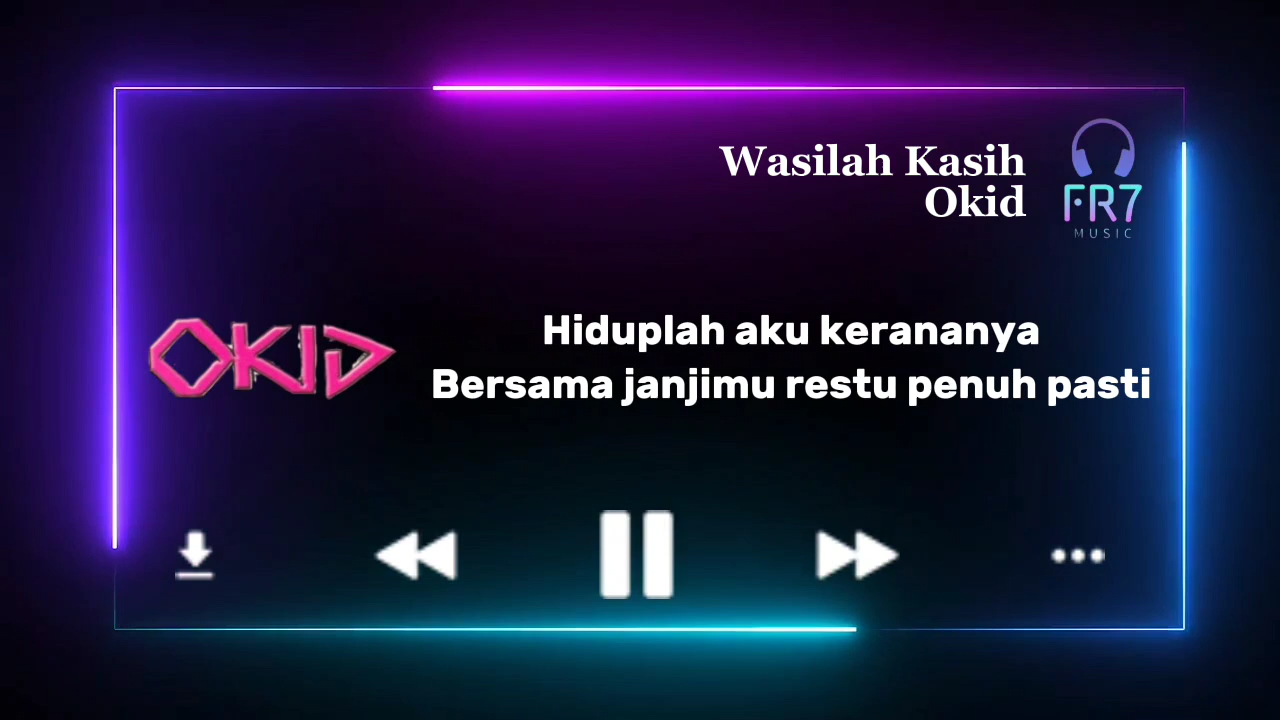 Wasilah Kasih
Okid
FR7
MUSIC
OKID
Hiduplah aku kerananya
Bersama janjimu restu penuh pasti